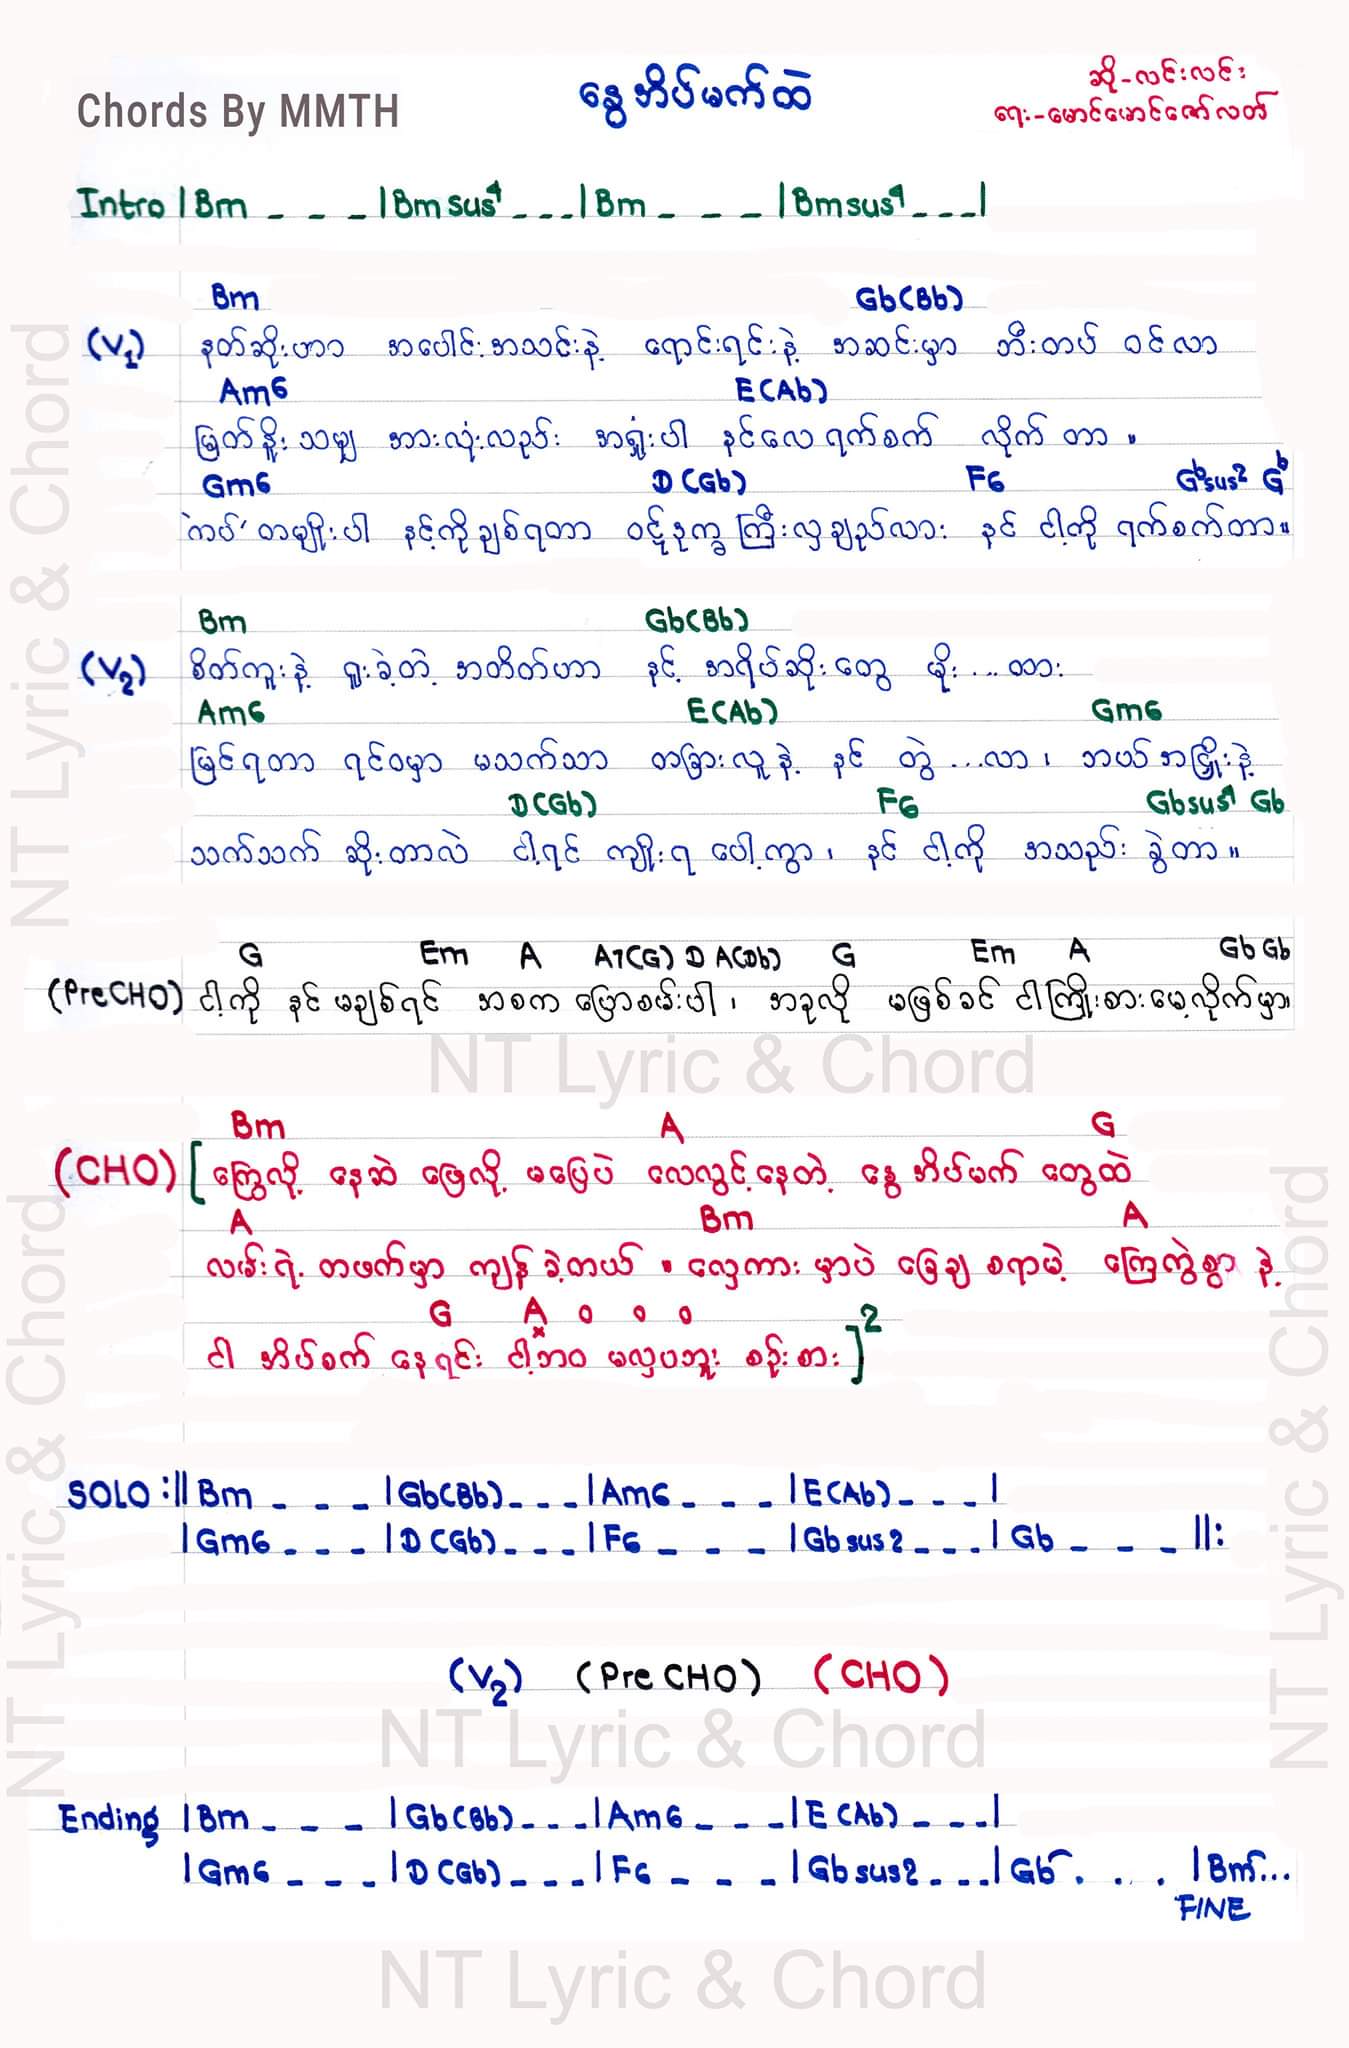 Chords By MMTH
နွေအိပ်မက်ထဲ
ဆို-လင်းလင်း
ရေး-မောင်မောင်ဇော်လတ်
Intro | Bm _ _ _ | Bmsus4 _ _ _ | Bm _ _ _ | Bmsus4 _ _ _ |
Bm Gb(Bb)
(V1) နတ်ဆိုးဟာ အပေါင်းအသင်းနဲ့ ရောင်းရင်းနဲ့ အဆင်းမှာ ဘီးတပ် ဝင်လာ
Am6 E(Ab)
မြတ်နိုးသမျှ အားလုံးလည်း အရှုံးပါ နင်လေ ရက်စက် လိုက်တာ ။
Gm6 D(Gb) F6 Gbsus2 Gb
ကပ် တမျိုးပါ နင့်ကိုချစ်ရတာ ဝဋ်ဒုက္ခ ကြီးလှချည်လား နင် ငါ့ကို ရက်စက်တာ။
Bm Gb(Bb)
(V2) စိတ်ကူးနဲ့ ရူးခဲ့တဲ့ အတိတ်ဟာ နင့် အရိပ်ဆိုးတွေ မိုး...ထား
Am6 E(Ab) Gm6
မြင်ရတာ ရင်ဝမှာ မသက်သာ တခြားလူနဲ့ နင် တွဲ ...လာ ၊ ဘယ်အငြှိုးနဲ့
D(Gb) F6 Gbsus4 Gb
သက်သက် ဆိုးတာလဲ ငါ့ရင် ကျိုးရ ပေါ့ကွာ ၊ နင် ငါ့ကို အသည်း ခွဲတာ ။
G Em A A7(G) D A(Db) G Em A Gb Gb
(PreCHO) ငါ့ကို နင် မချစ်ရင် အစက ပြောစမ်းပါ ၊ အခုလို မဖြစ်ခင် ငါကြိုးစားမေ့လိုက်မှာ။
Bm A G
(CHO) [ ကြွေလို့ နေဆဲ ဖြေလို့ မပြေပဲ လေလွင့်နေတဲ့ နွေအိပ်မက် တွေထဲ
A Bm A
လမ်းရဲ့ တဖက်မှာ ကျန်ခဲ့တယ် ။ လှေကား မှာပဲ ခြေချ စရာမဲ့ ကြေကွဲစွာ နဲ့
G A o o o
ငါ အိပ်စက် နေရင်း ငါ့ဘဝ မလှပဘူး စဉ်းစား ]2
SOLO :|| Bm _ _ _ | Gb(Bb) _ _ _ | Am6 _ _ _ | E(Ab) _ _ _ |
| Gm6 _ _ _ | D(Gb) _ _ _ | F6 _ _ _ | Gbsus2 _ _ _ | Gb _ _ _ ||:
(V2) (PreCHO) (CHO)
Ending | Bm _ _ _ | Gb(Bb) _ _ _ | Am6 _ _ _ | E(Ab) _ _ _ |
| Gm6 _ _ _ | D(Gb) _ _ _ | F6 _ _ _ | Gbsus2 _ _ _ | Gb . . . . | Bm...
FINE
NT Lyric & Chord
NT Lyric & Chord
NT Lyric & Chord
NT Lyric & Chord
NT Lyric & Chord
NT Lyric & Chord